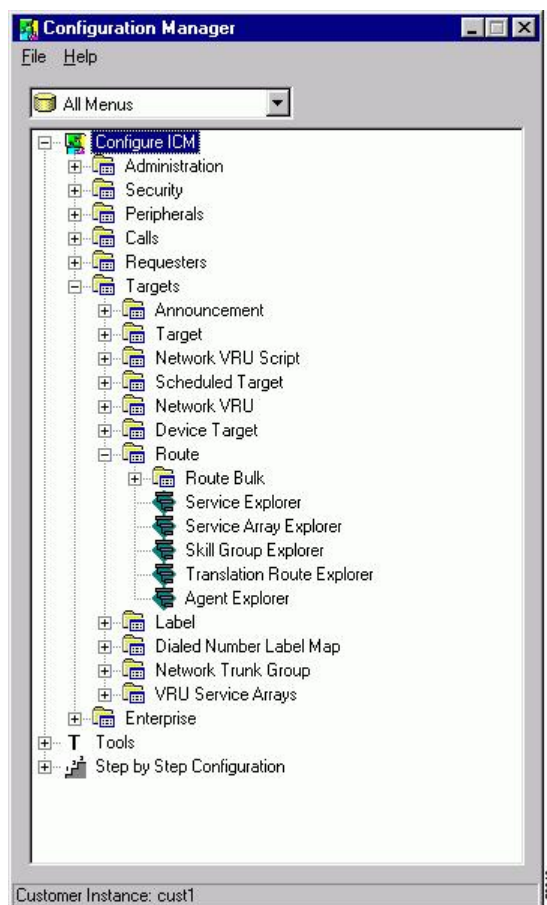 Configuration Manager
File Help
All Menus
Configure ICM
Administration
Security
Peripherals
Calls
Requesters
Targets
Announcement
Target
Network VRU Script
Scheduled Target
Network VRU
Device Target
Route
Route Bulk
Service Explorer
Service Array Explorer
Skill Group Explorer
Translation Route Explorer
Agent Explorer
Label
Dialed Number Label Map
Network Trunk Group
VRU Service Arrays
Enterprise
T Tools
Step by Step Configuration
Customer Instance: cust1